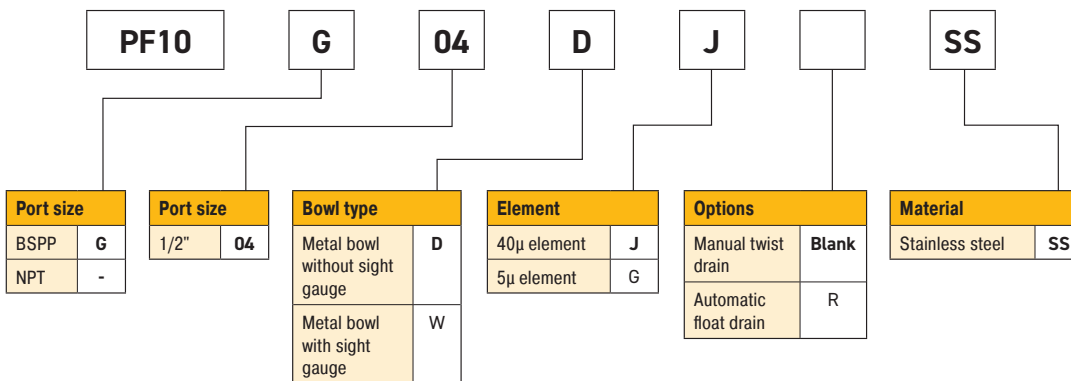 PF10 G 04 D J SS
Port size
BSPP G
NPT -
Port size
1/2" 04
Bowl type
Metal bowl D
without sight
gauge
Metal bowl W
with sight
gauge
Element
40µ element J
5µ element G
Options
Manual twist Blank
drain
Automatic R
float drain
Material
Stainless steel SS